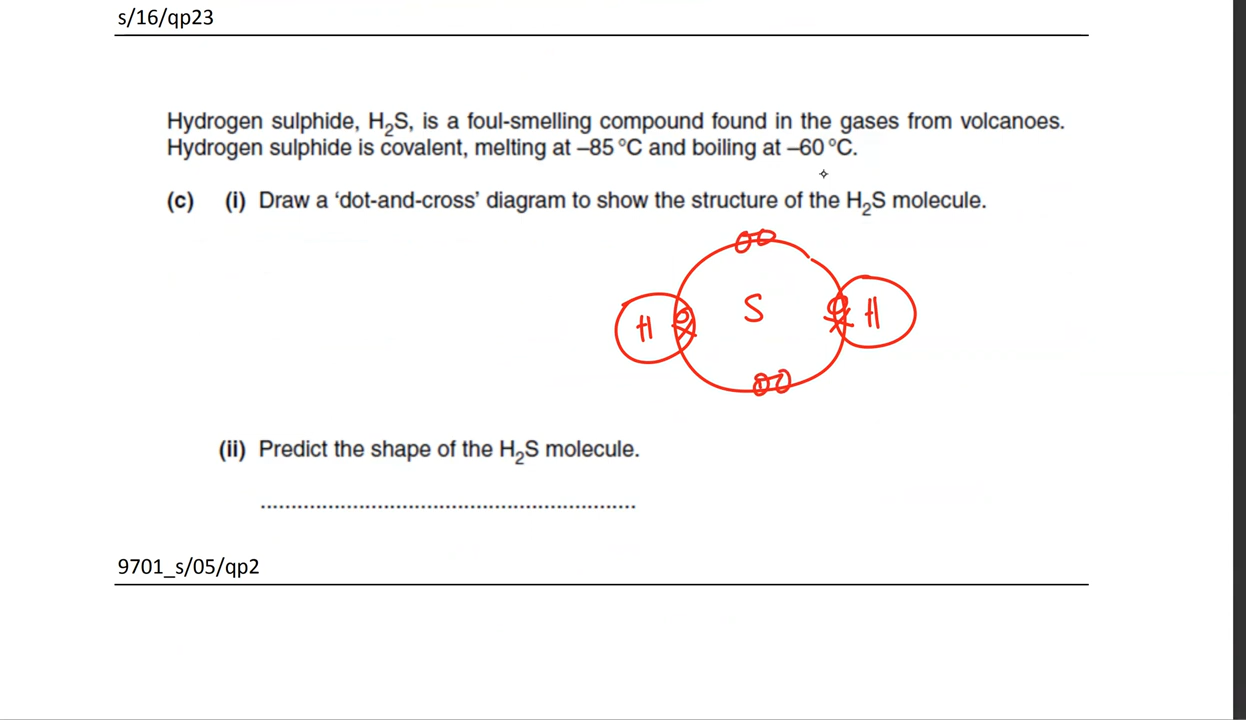 s/16/qp23
Hydrogen sulphide, H₂S, is a foul-smelling compound found in the gases from volcanoes.
Hydrogen sulphide is covalent, melting at –85 °C and boiling at –60 °C.
(c) (i) Draw a ‘dot-and-cross’ diagram to show the structure of the H₂S molecule.
H S H
(ii) Predict the shape of the H₂S molecule.
............................................................
9701_s/05/qp2